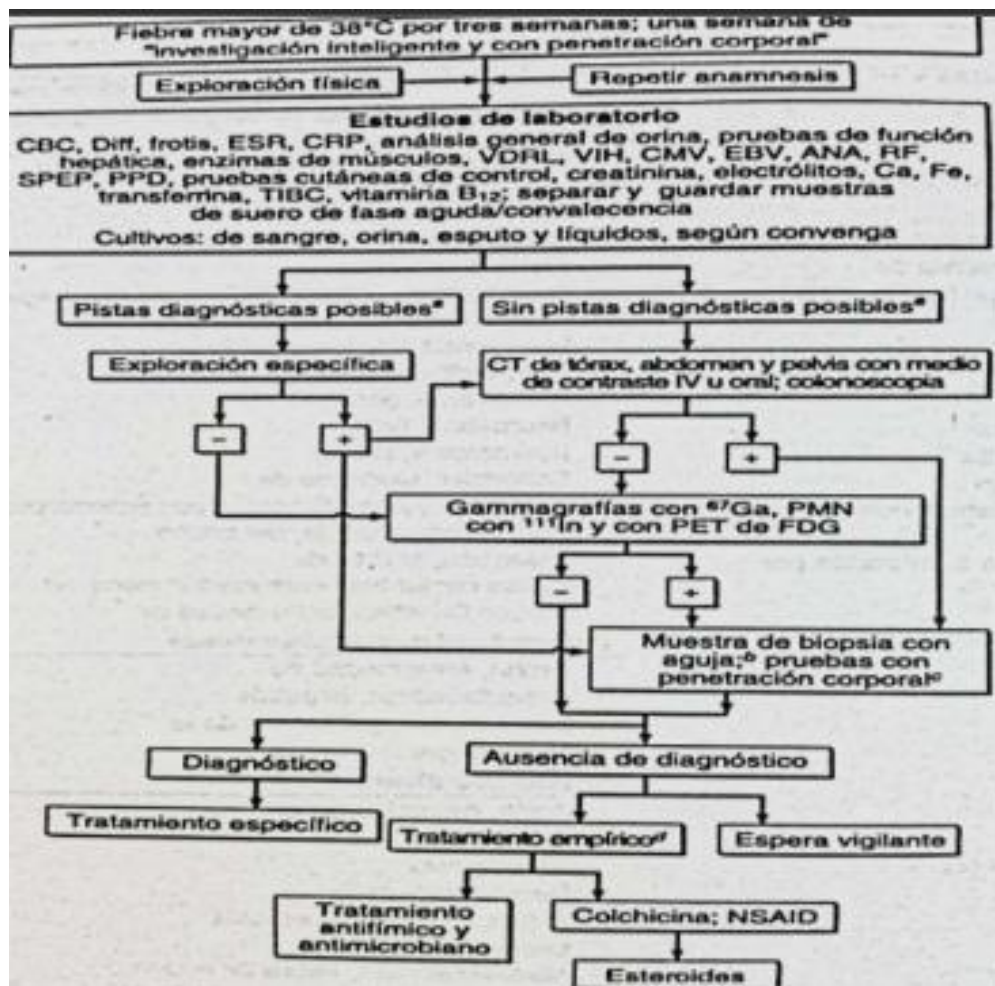 Fiebre mayor de 38°C por tres semanas; una semana de
"investigación inteligente y con penetración corporal"
Exploración física
Repetir anamnesis
Estudios de laboratorio
CBC, Diff, frotis, ESR, CRP, análisis general de orina, pruebas de función
hepática, enzimas de músculos, VDRL, VIH, CMV, EBV, ANA, RF,
SPEP, PPD, pruebas cutáneas de control, creatinina, electrólitos, Ca, Fe,
transferrina, TIBC, vitamina B₁₂; separar y guardar muestras
de suero de fase aguda/convalecencia
Cultivos: de sangre, orina, esputo y líquidos, según convenga
Pistas diagnósticas posiblesᵃ
Sin pistas diagnósticas posiblesᵃ
Exploración específica
CT de tórax, abdomen y pelvis con medio
de contraste IV u oral; colonoscopia
–
+
–
+
Gammagrafías con ⁶⁷Ga, PMN
con ¹¹¹In y con PET de FDG
–
+
Muestra de biopsia con
aguja;ᵇ pruebas con
penetración corporalᶜ
Diagnóstico
Ausencia de diagnóstico
Tratamiento específico
Tratamiento empíricoᵈ
Espera vigilante
Tratamiento
antifímico y
antimicrobiano
Colchicina; NSAID
Esteroides